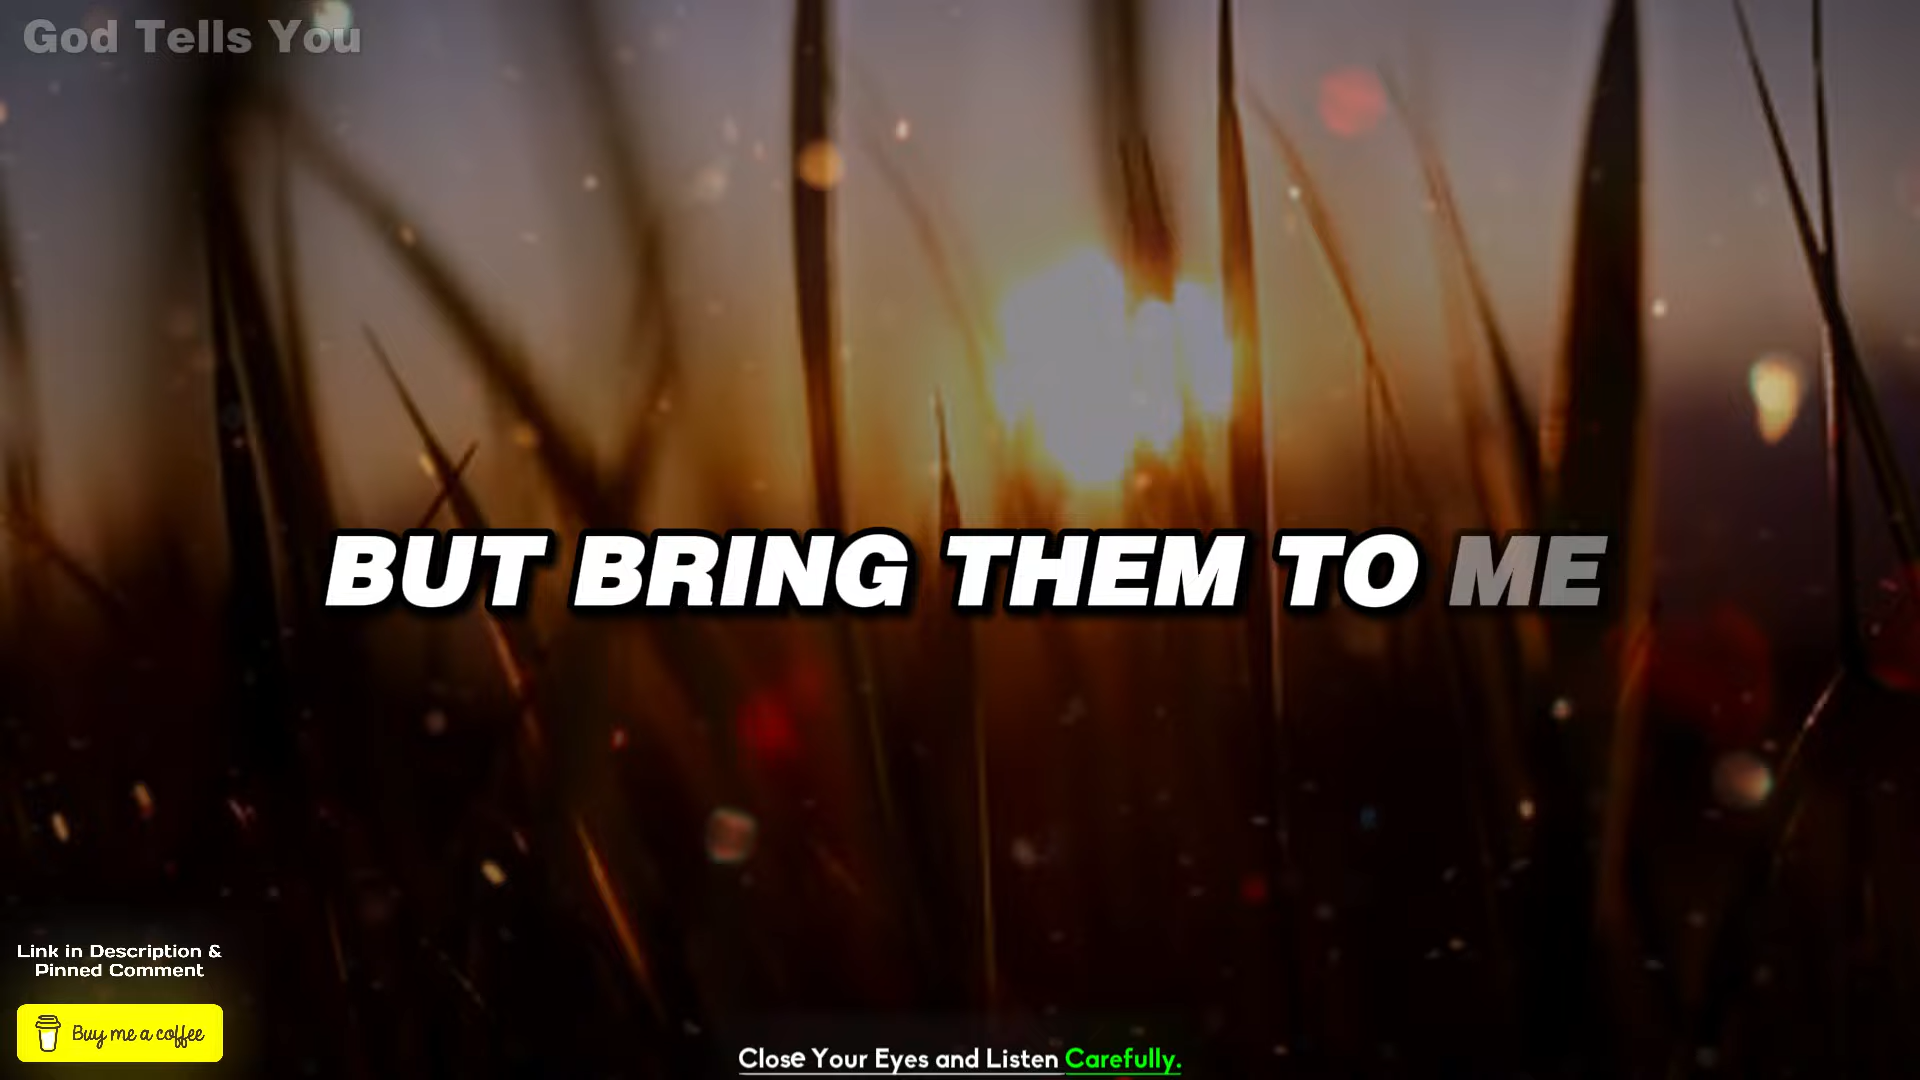 God Tells You
BUT BRING THEM TO ME
Link in Description &
Pinned Comment
Buy me a coffee
Close Your Eyes and Listen Carefully.